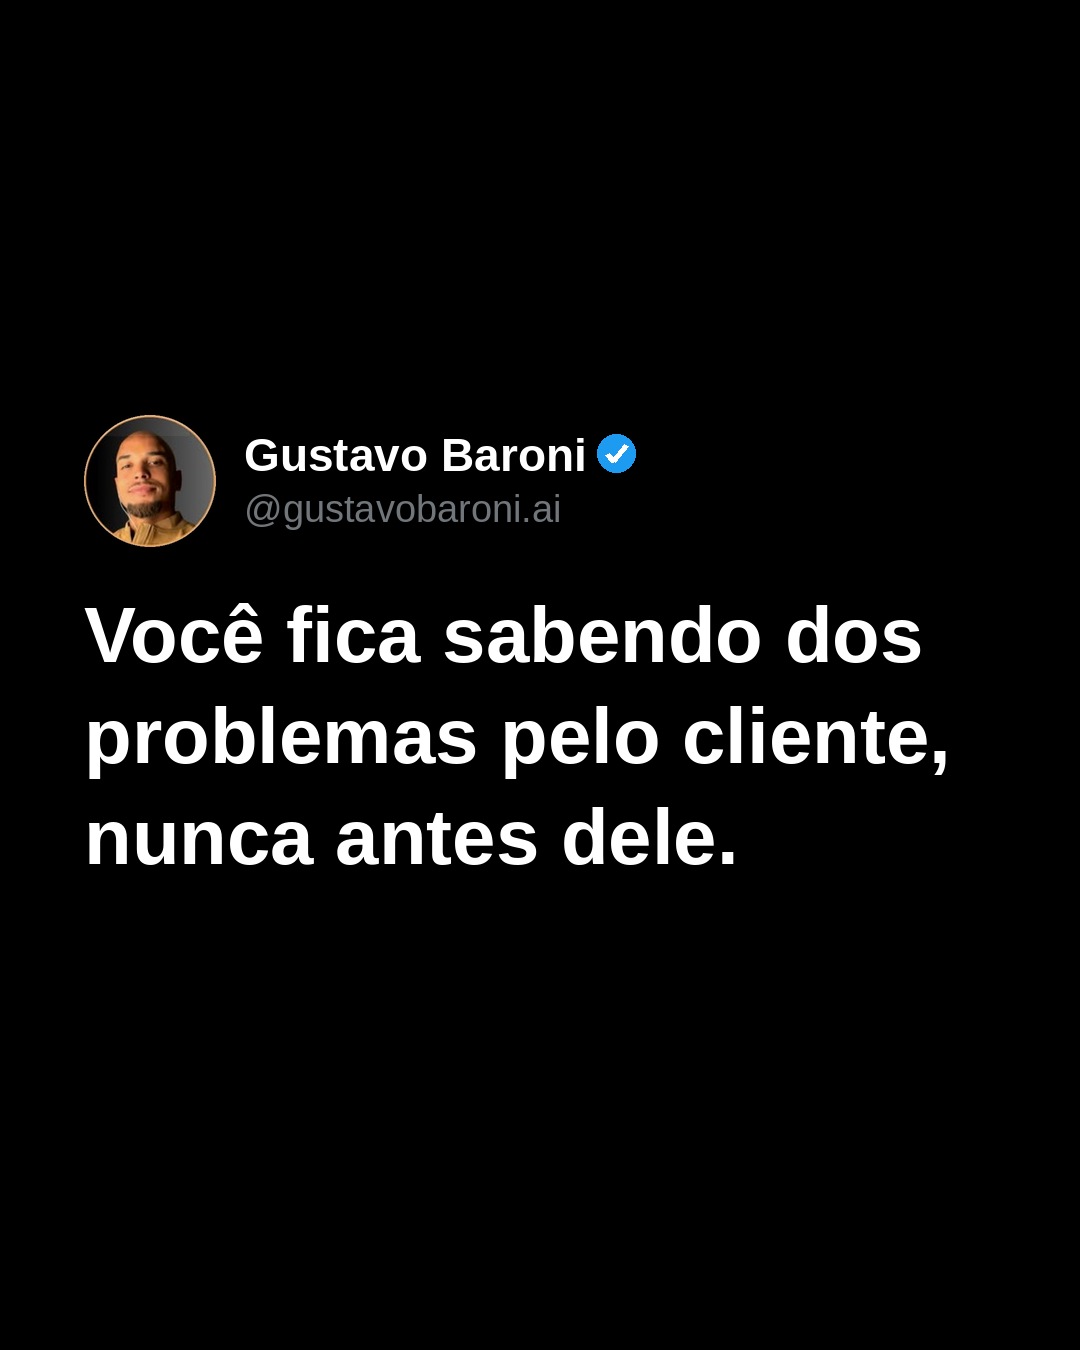 Gustavo Baroni
@gustavobaroni.ai
Você fica sabendo dos
problemas pelo cliente,
nunca antes dele.